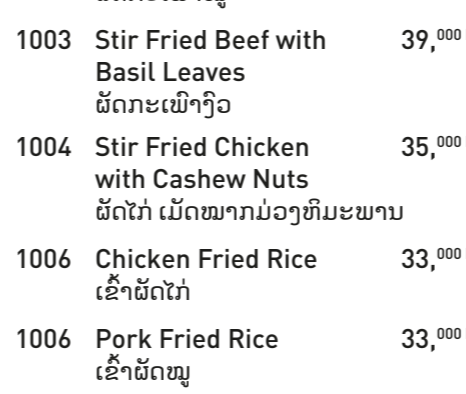 1003 Stir Fried Beef with 39,000
Basil Leaves
ຜັດກະເພົາງົວ
1004 Stir Fried Chicken 35,000
with Cashew Nuts
ຜັດໄກ່ ເມັດໝາກມ່ວງຫິມະພານ
1006 Chicken Fried Rice 33,000
ເຂົ້າຜັດໄກ່
1006 Pork Fried Rice 33,000
ເຂົ້າຜັດໝູ